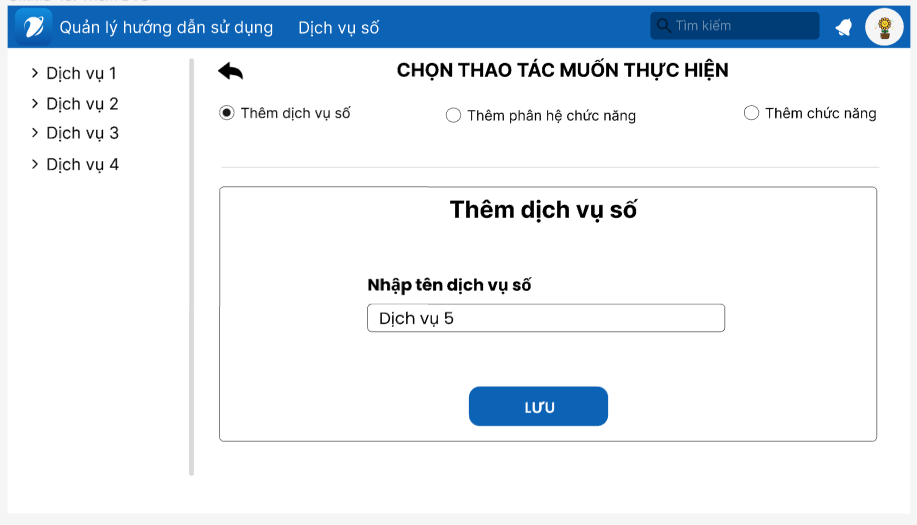 Quản lý hướng dẫn sử dụng Dịch vụ số Tìm kiếm
Dịch vụ 1
Dịch vụ 2
Dịch vụ 3
Dịch vụ 4
CHỌN THAO TÁC MUỐN THỰC HIỆN
Thêm dịch vụ số Thêm phân hệ chức năng Thêm chức năng
Thêm dịch vụ số
Nhập tên dịch vụ số
Dịch vụ 5
LƯU